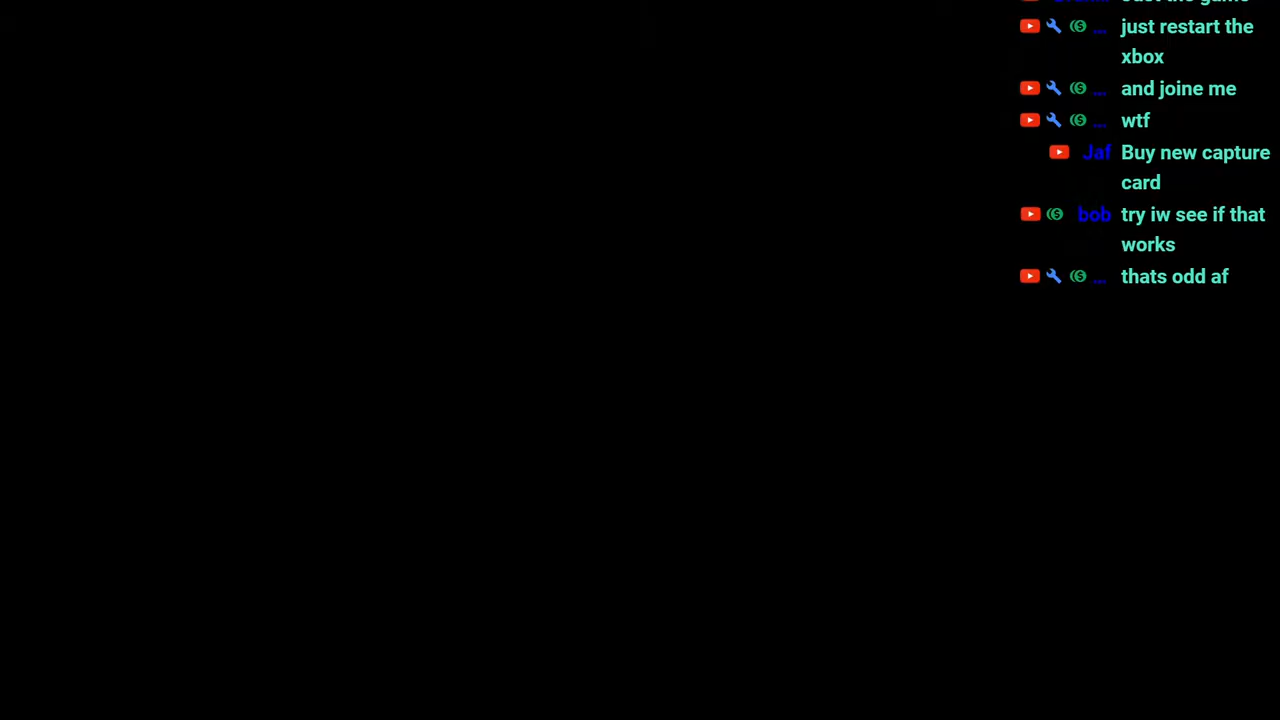 just restart the
xbox
and joine me
wtf
Jaf Buy new capture
card
bob try iw see if that
works
thats odd af